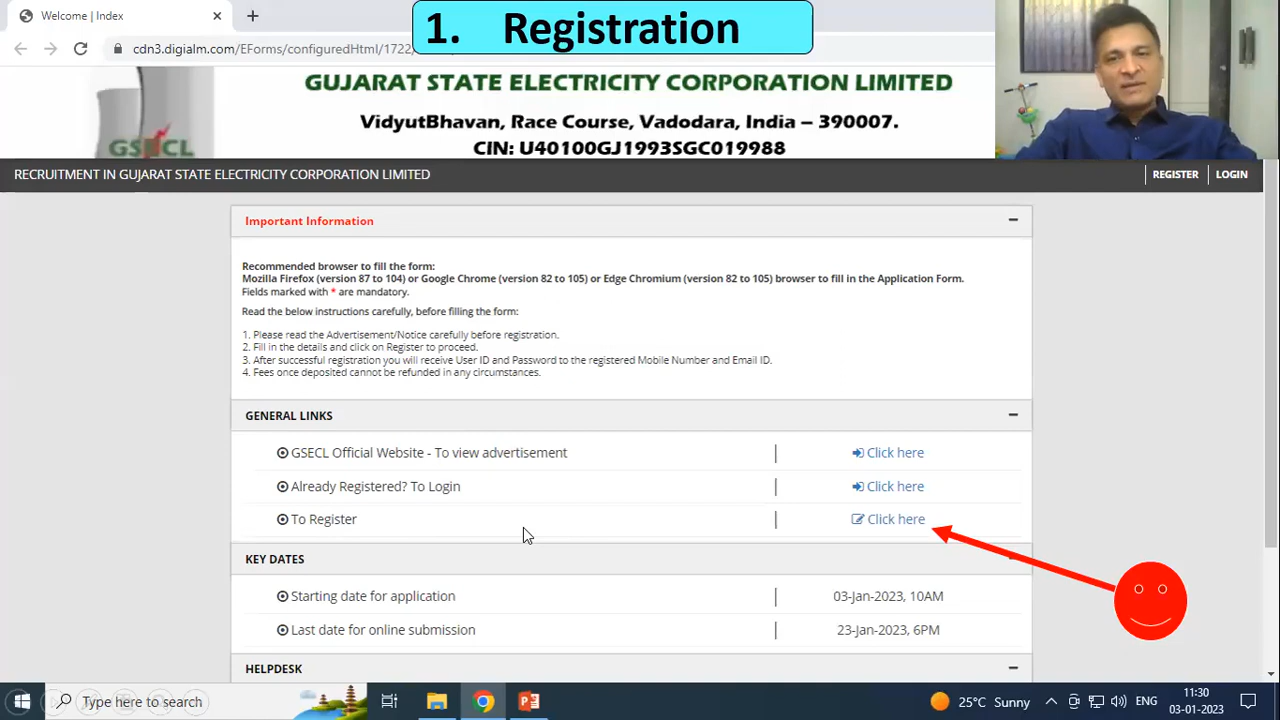 Welcome | Index
1. Registration
cdn3.digialm.com/EForms/configuredHtml/1722/
GUJARAT STATE ELECTRICITY CORPORATION LIMITED
VidyutBhavan, Race Course, Vadodara, India – 390007.
GSECL
CIN: U40100GJ1993SGC019988
RECRUITMENT IN GUJARAT STATE ELECTRICITY CORPORATION LIMITED
REGISTER LOGIN
Important Information
Recommended browser to fill the form:
Mozilla Firefox (version 87 to 104) or Google Chrome (version 82 to 105) or Edge Chromium (version 82 to 105) browser to fill in the Application Form.
Fields marked with * are mandatory.
Read the below instructions carefully, before filling the form:
1. Please read the Advertisement/Notice carefully before registration.
2. Fill in the details and click on Register to proceed.
3. After successful registration you will receive User ID and Password to the registered Mobile Number and Email ID.
4. Fees once deposited cannot be refunded in any circumstances.
GENERAL LINKS
GSECL Official Website - To view advertisement Click here
Already Registered? To Login Click here
To Register Click here
KEY DATES
Starting date for application 03-Jan-2023, 10AM
Last date for online submission 23-Jan-2023, 6PM
HELPDESK
Type here to search
25°C Sunny
ENG
11:30
03-01-2023